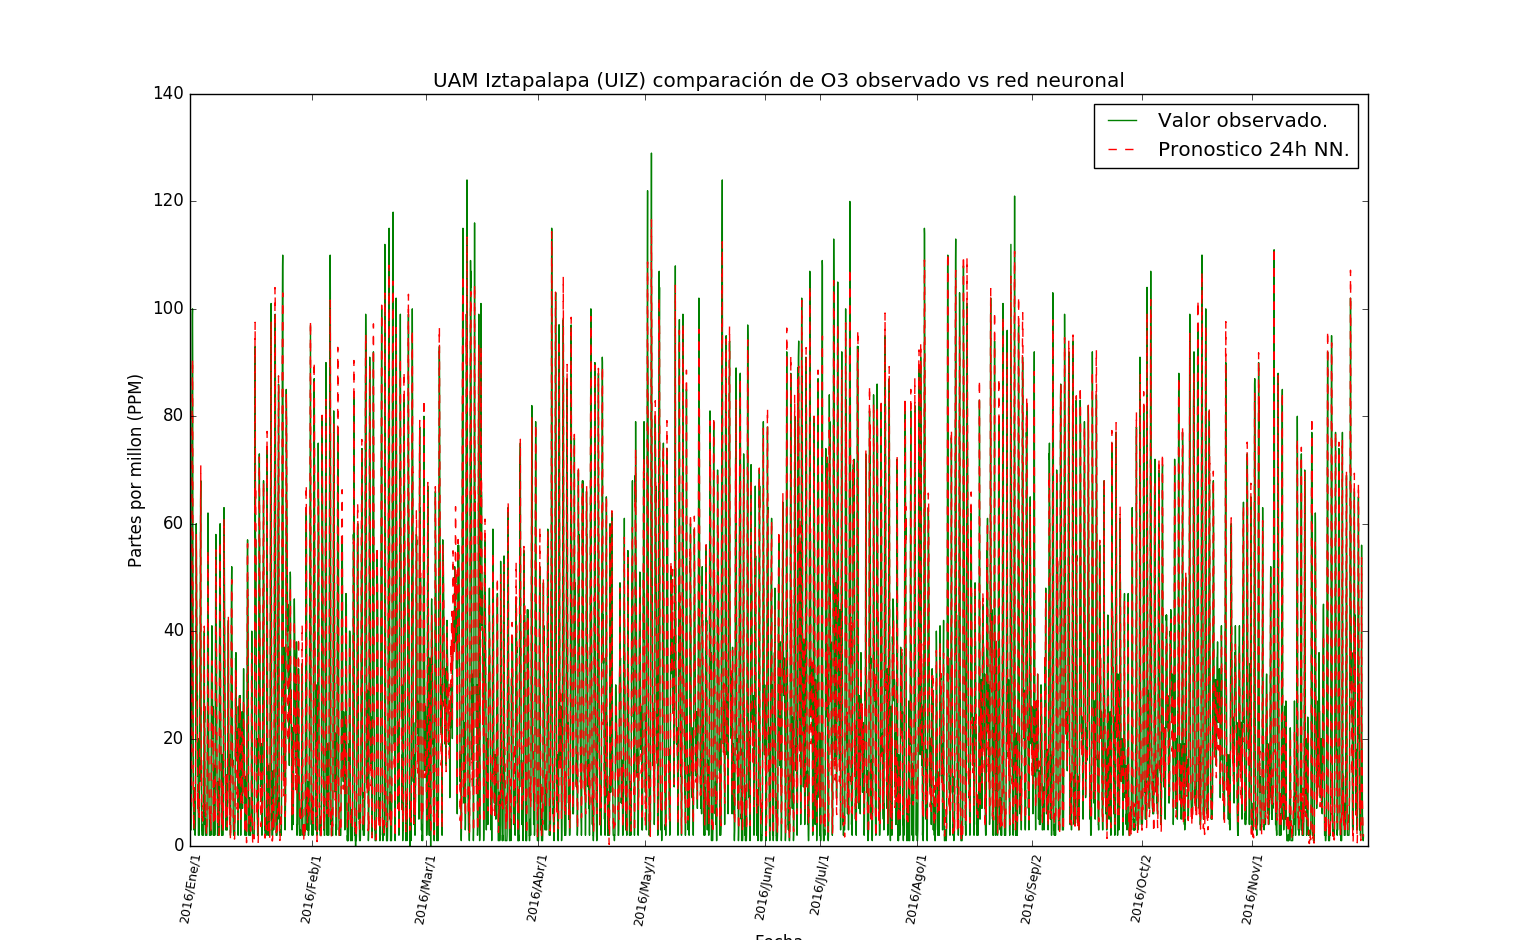 UAM Iztapalapa (UIZ) comparación de O3 observado vs red neuronal
Valor observado.
Pronostico 24h NN.
Partes por millon (PPM)
140
120
100
80
60
40
20
0
2016/Ene/1
2016/Feb/1
2016/Mar/1
2016/Abr/1
2016/May/1
2016/Jun/1
2016/Jul/1
2016/Ago/1
2016/Sep/2
2016/Oct/2
2016/Nov/1
Fecha